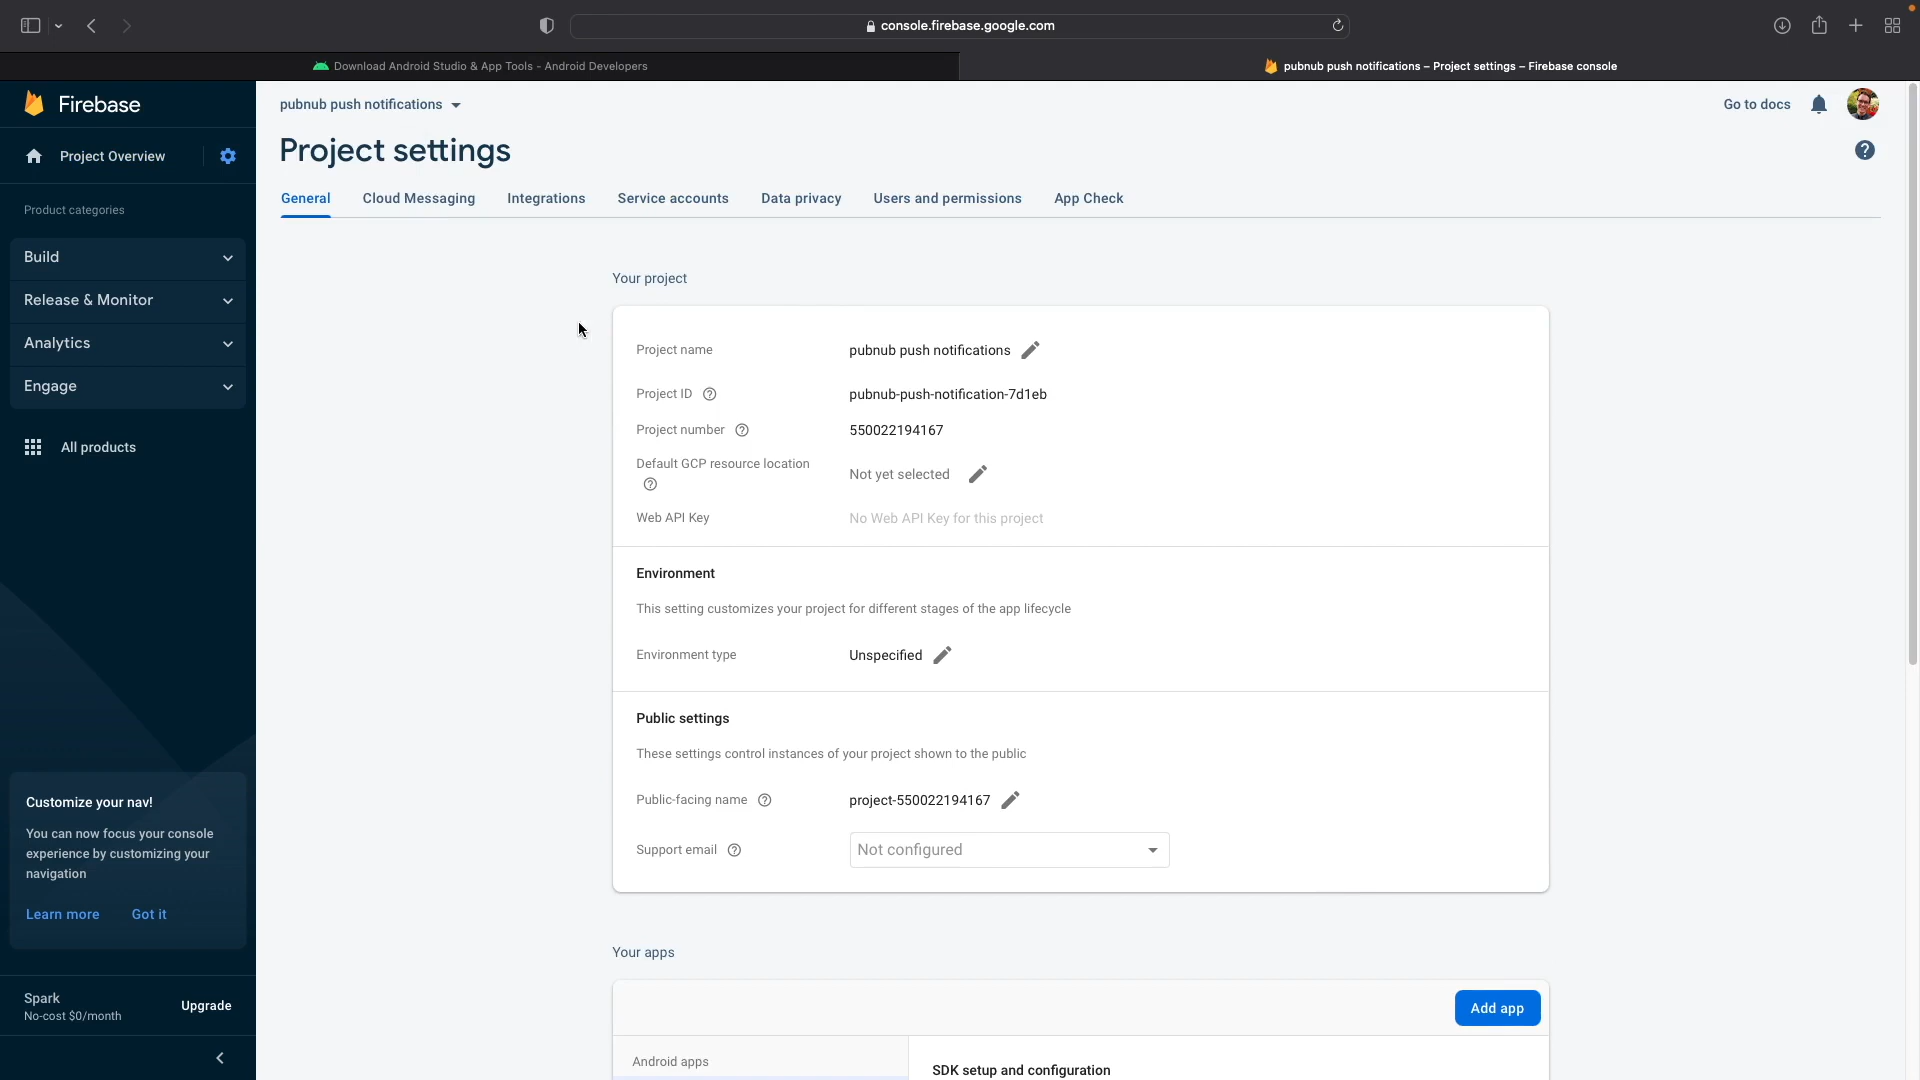 console.firebase.google.com
Download Android Studio & App Tools - Android Developers
pubnub push notifications – Project settings – Firebase console
Firebase
Project Overview
Product categories
Build
Release & Monitor
Analytics
Engage
All products
Customize your nav!
You can now focus your console
experience by customizing your
navigation
Learn more
Got it
Spark
No-cost $0/month
Upgrade
pubnub push notifications
Go to docs
Project settings
General
Cloud Messaging
Integrations
Service accounts
Data privacy
Users and permissions
App Check
Your project
Project name
pubnub push notifications
Project ID
pubnub-push-notification-7d1eb
Project number
550022194167
Default GCP resource location
Not yet selected
Web API Key
No Web API Key for this project
Environment
This setting customizes your project for different stages of the app lifecycle
Environment type
Unspecified
Public settings
These settings control instances of your project shown to the public
Public-facing name
project-550022194167
Support email
Not configured
Your apps
Add app
Android apps
SDK setup and configuration